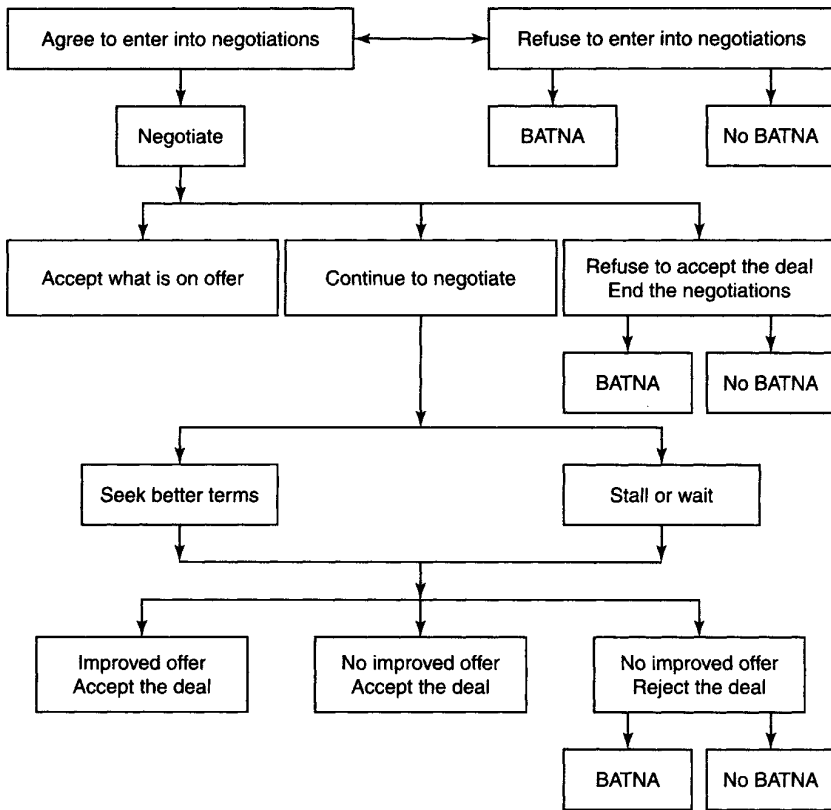 Agree to enter into negotiations
Refuse to enter into negotiations
Negotiate
BATNA
No BATNA
Accept what is on offer
Continue to negotiate
Refuse to accept the deal
End the negotiations
BATNA
No BATNA
Seek better terms
Stall or wait
Improved offer
Accept the deal
No improved offer
Accept the deal
No improved offer
Reject the deal
BATNA
No BATNA